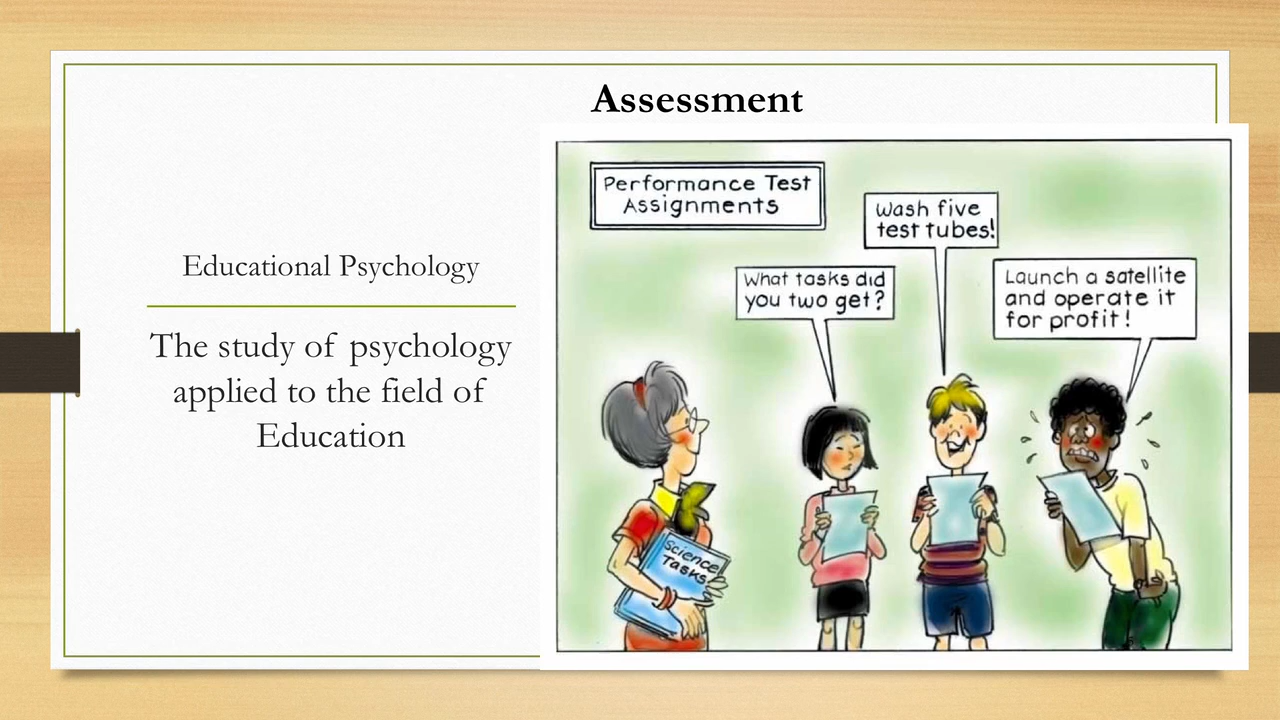 Assessment
Educational Psychology
The study of psychology
applied to the field of
Education
Performance Test
Assignments
What tasks did
you two get?
Wash five
test tubes!
Launch a satellite
and operate it
for profit!
Science
Tasks